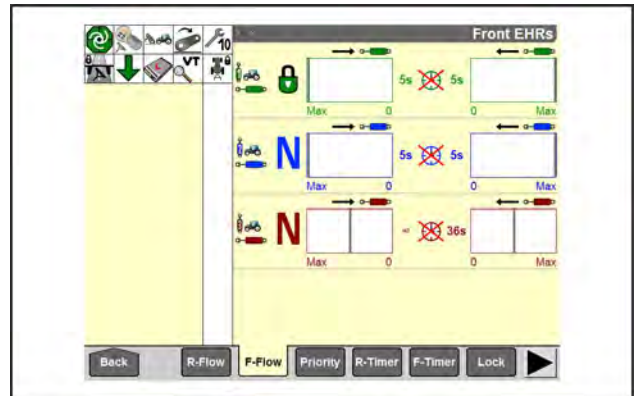 Front EHRs
10
VT
5s 5s
Max 0 0 Max
N 5s 5s
Max 0 0 Max
N ∞ 36s
Max 0 0 Max
Back R-Flow F-Flow Priority R-Timer F-Timer Lock